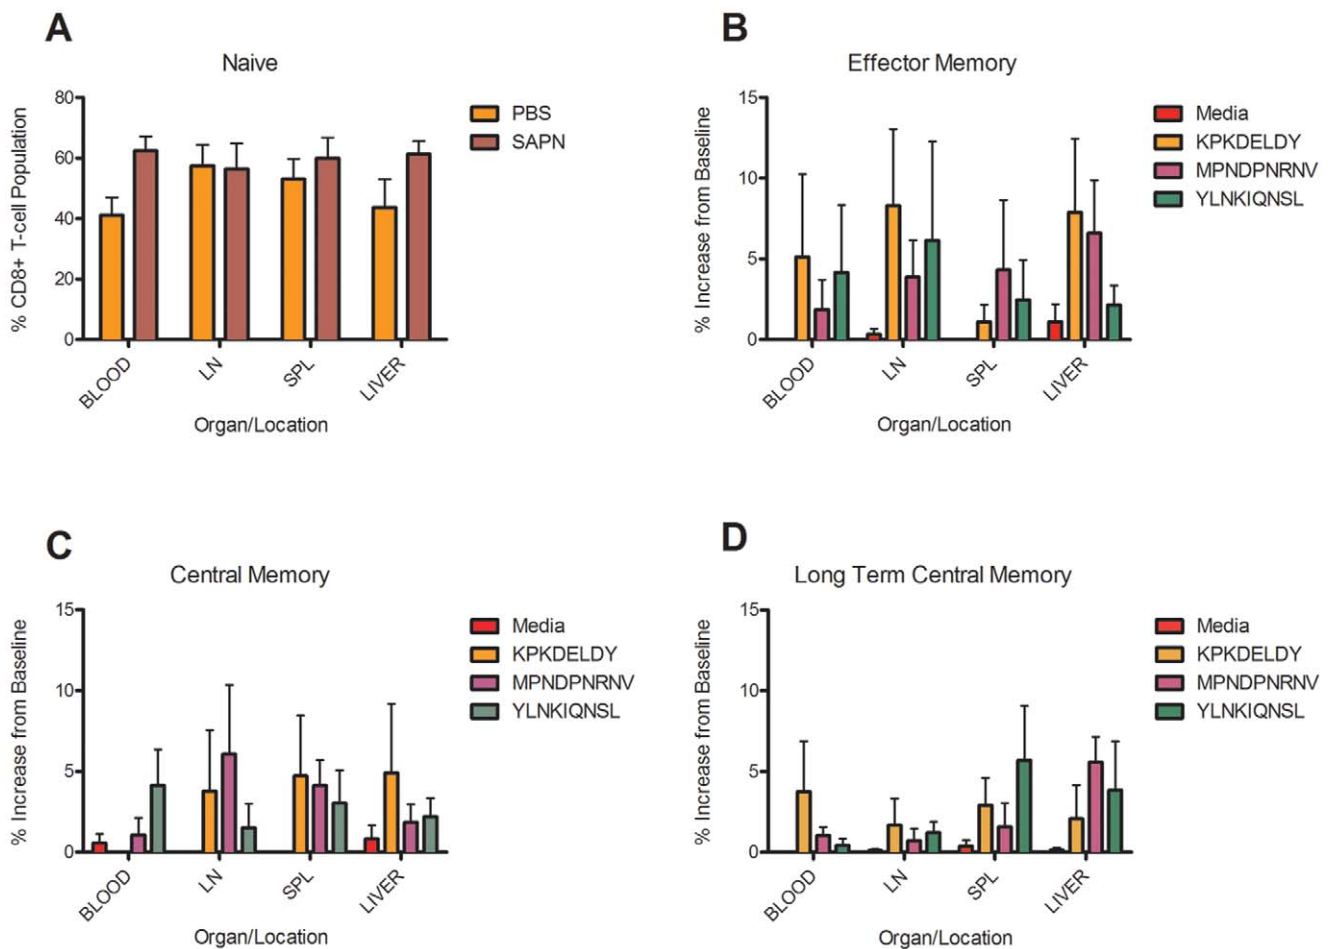 A
Naive
% CD8+ T-cell Population
80
60
40
20
0
BLOOD
LN
SPL
LIVER
Organ/Location
PBS
SAPN
B
Effector Memory
% Increase from Baseline
15
10
5
0
BLOOD
LN
SPL
LIVER
Organ/Location
Media
KPKDELDY
MPNDPNRNV
YLNKIQNSL
C
Central Memory
% Increase from Baseline
15
10
5
0
BLOOD
LN
SPL
LIVER
Organ/Location
Media
KPKDELDY
MPNDPNRNV
YLNKIQNSL
D
Long Term Central Memory
% Increase from Baseline
15
10
5
0
BLOOD
LN
SPL
LIVER
Organ/Location
Media
KPKDELDY
MPNDPNRNV
YLNKIQNSL